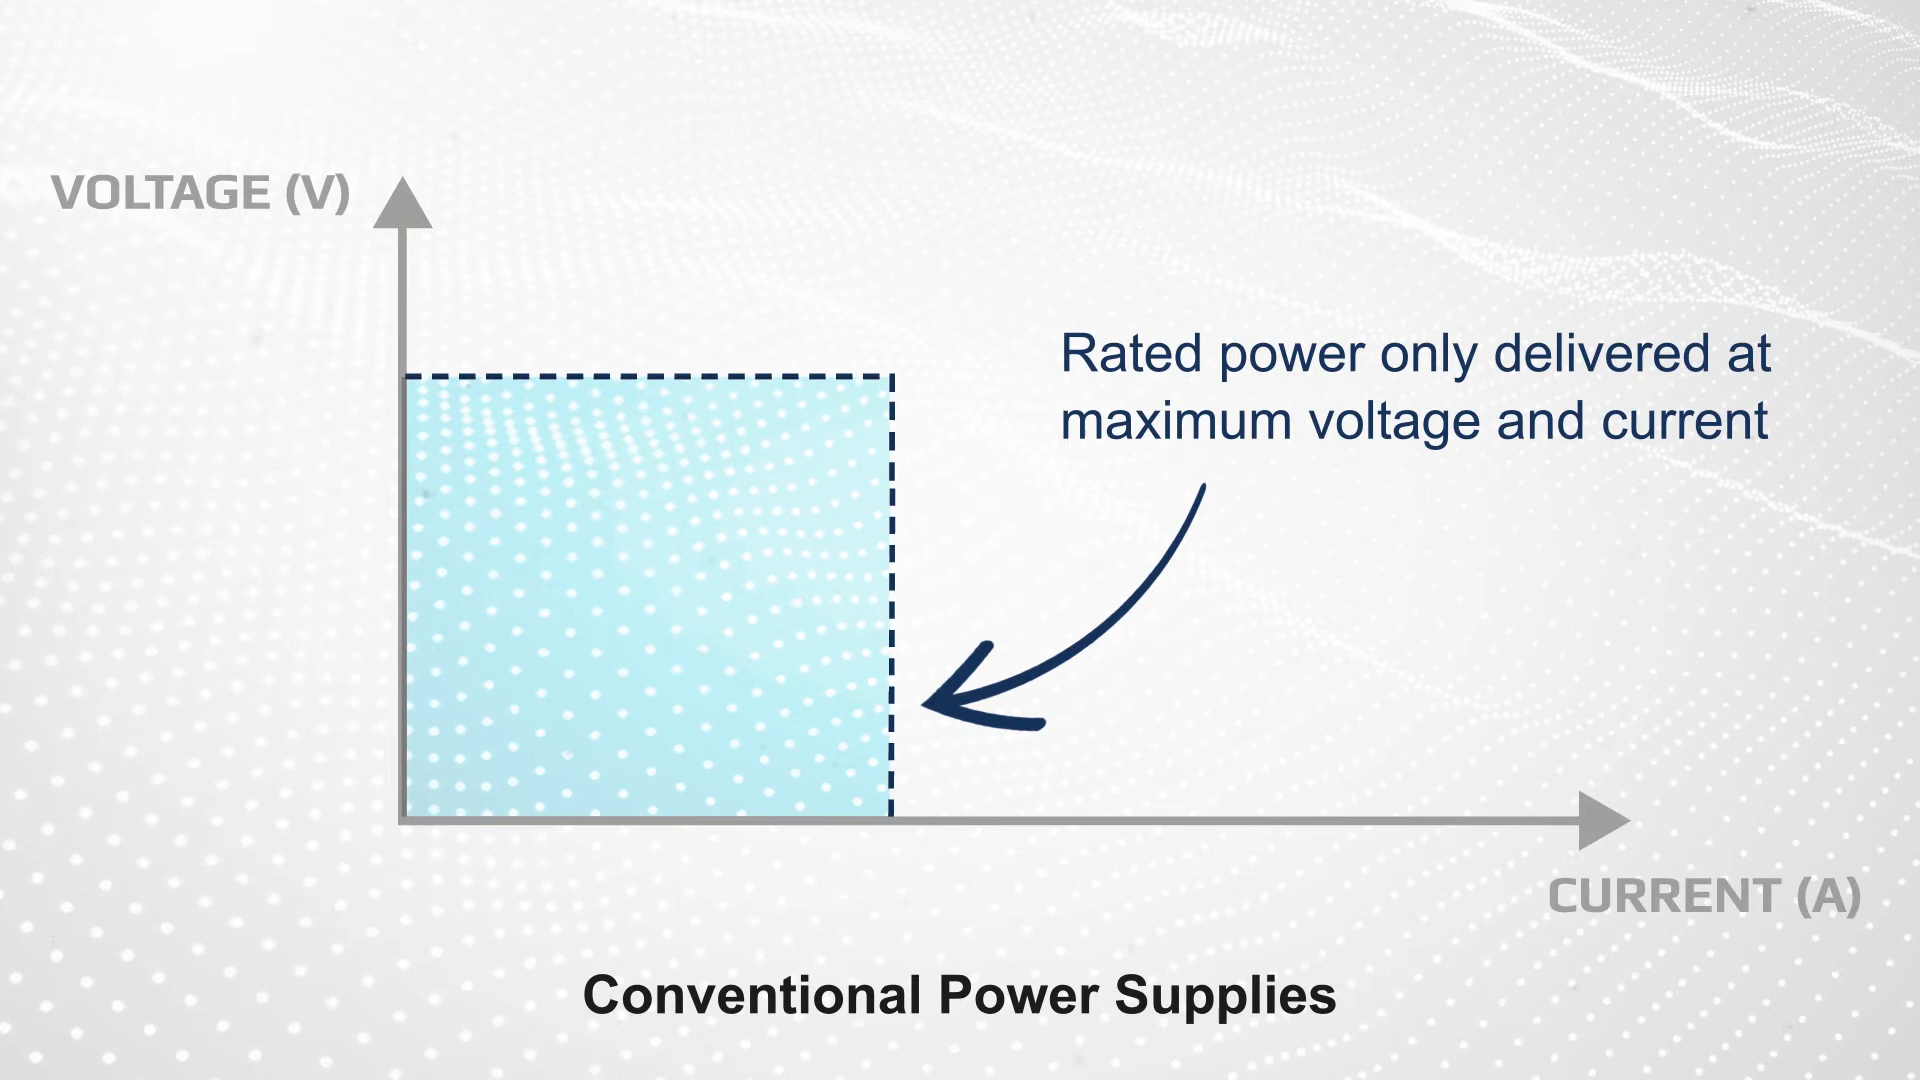 VOLTAGE (V)
Rated power only delivered at
maximum voltage and current
CURRENT (A)
Conventional Power Supplies